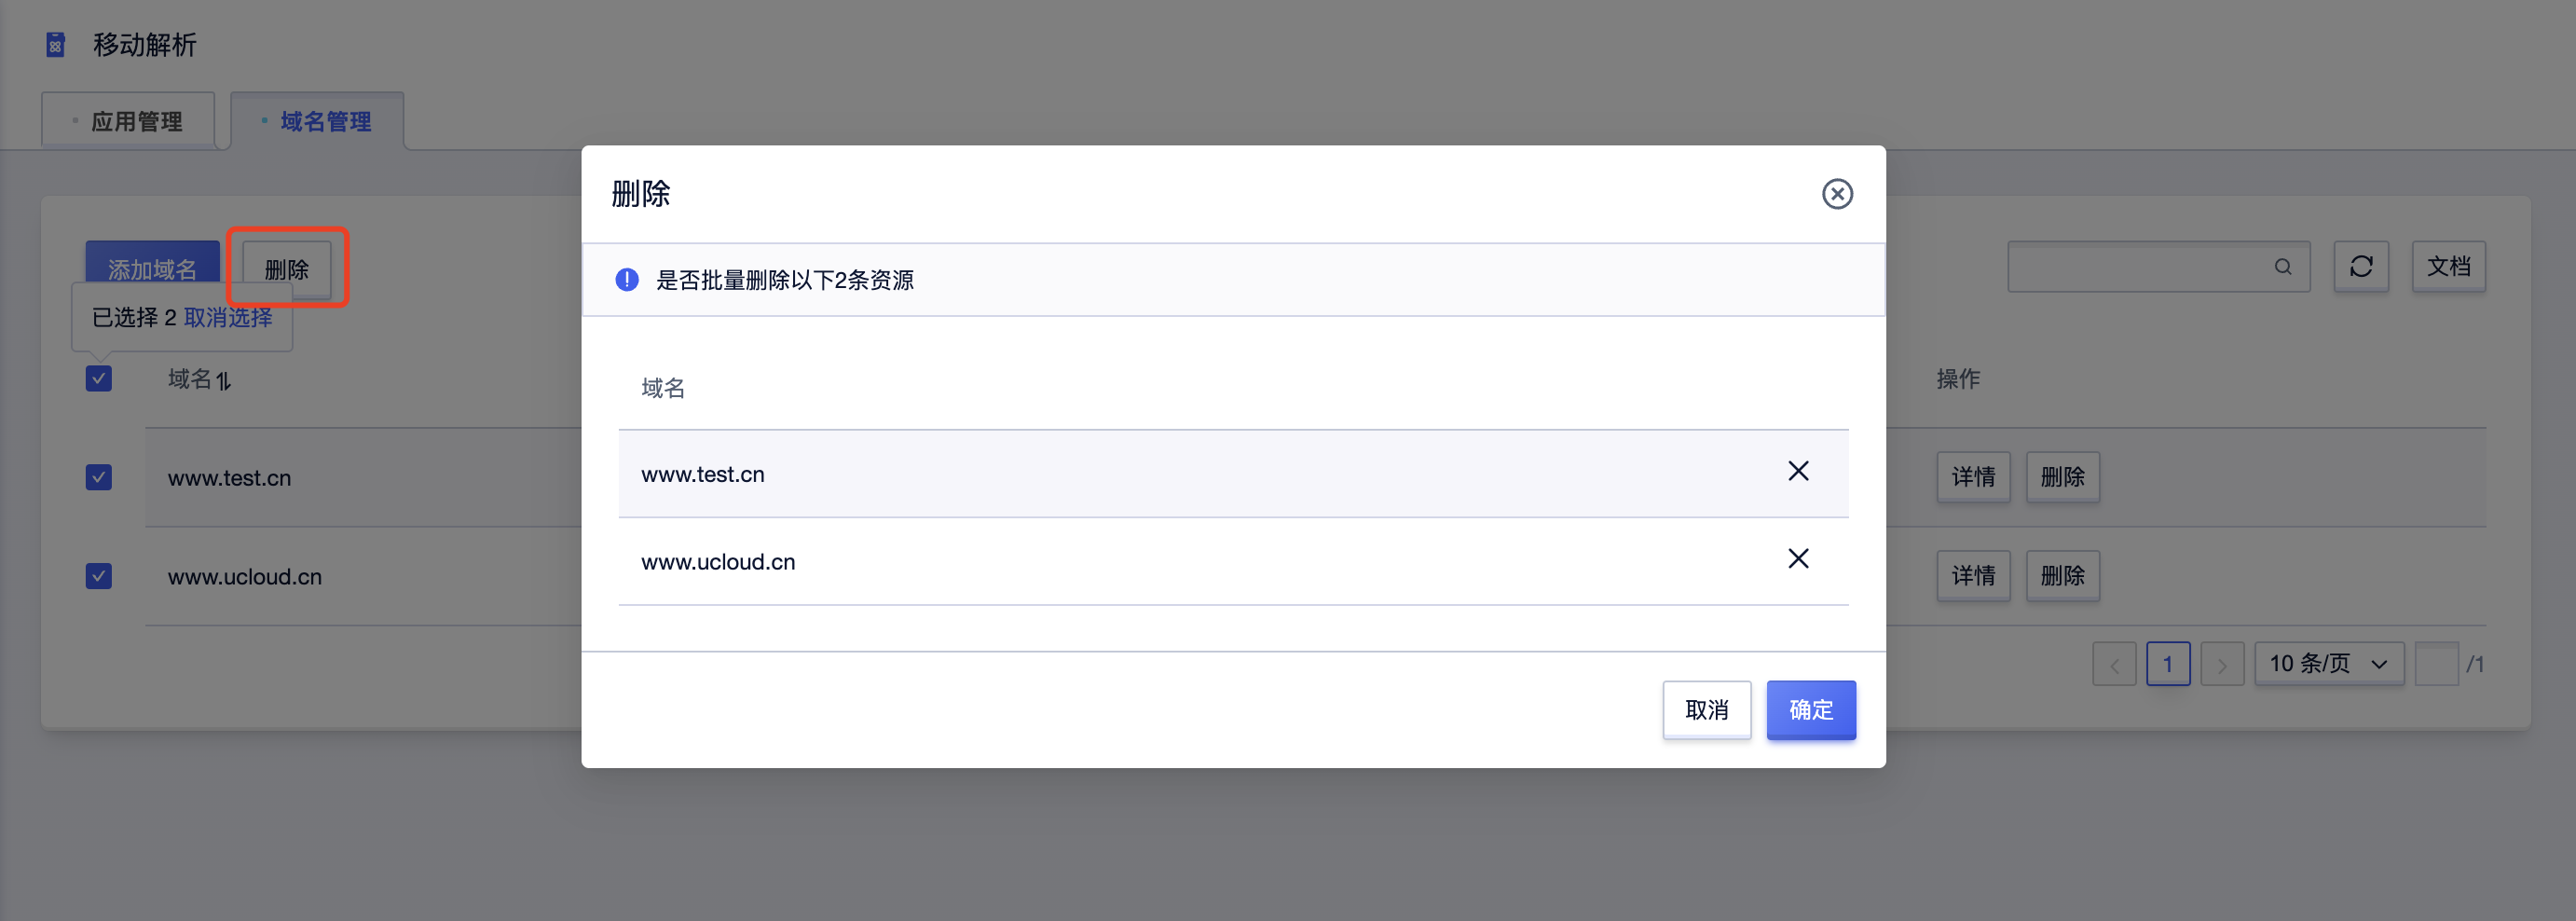 移动解析
应用管理
域名管理
添加域名
删除
文档
已选择 2 取消选择
域名
操作
www.test.cn
详情
删除
www.ucloud.cn
详情
删除
1
10 条/页
/1
删除
是否批量删除以下2条资源
域名
www.test.cn
www.ucloud.cn
取消
确定